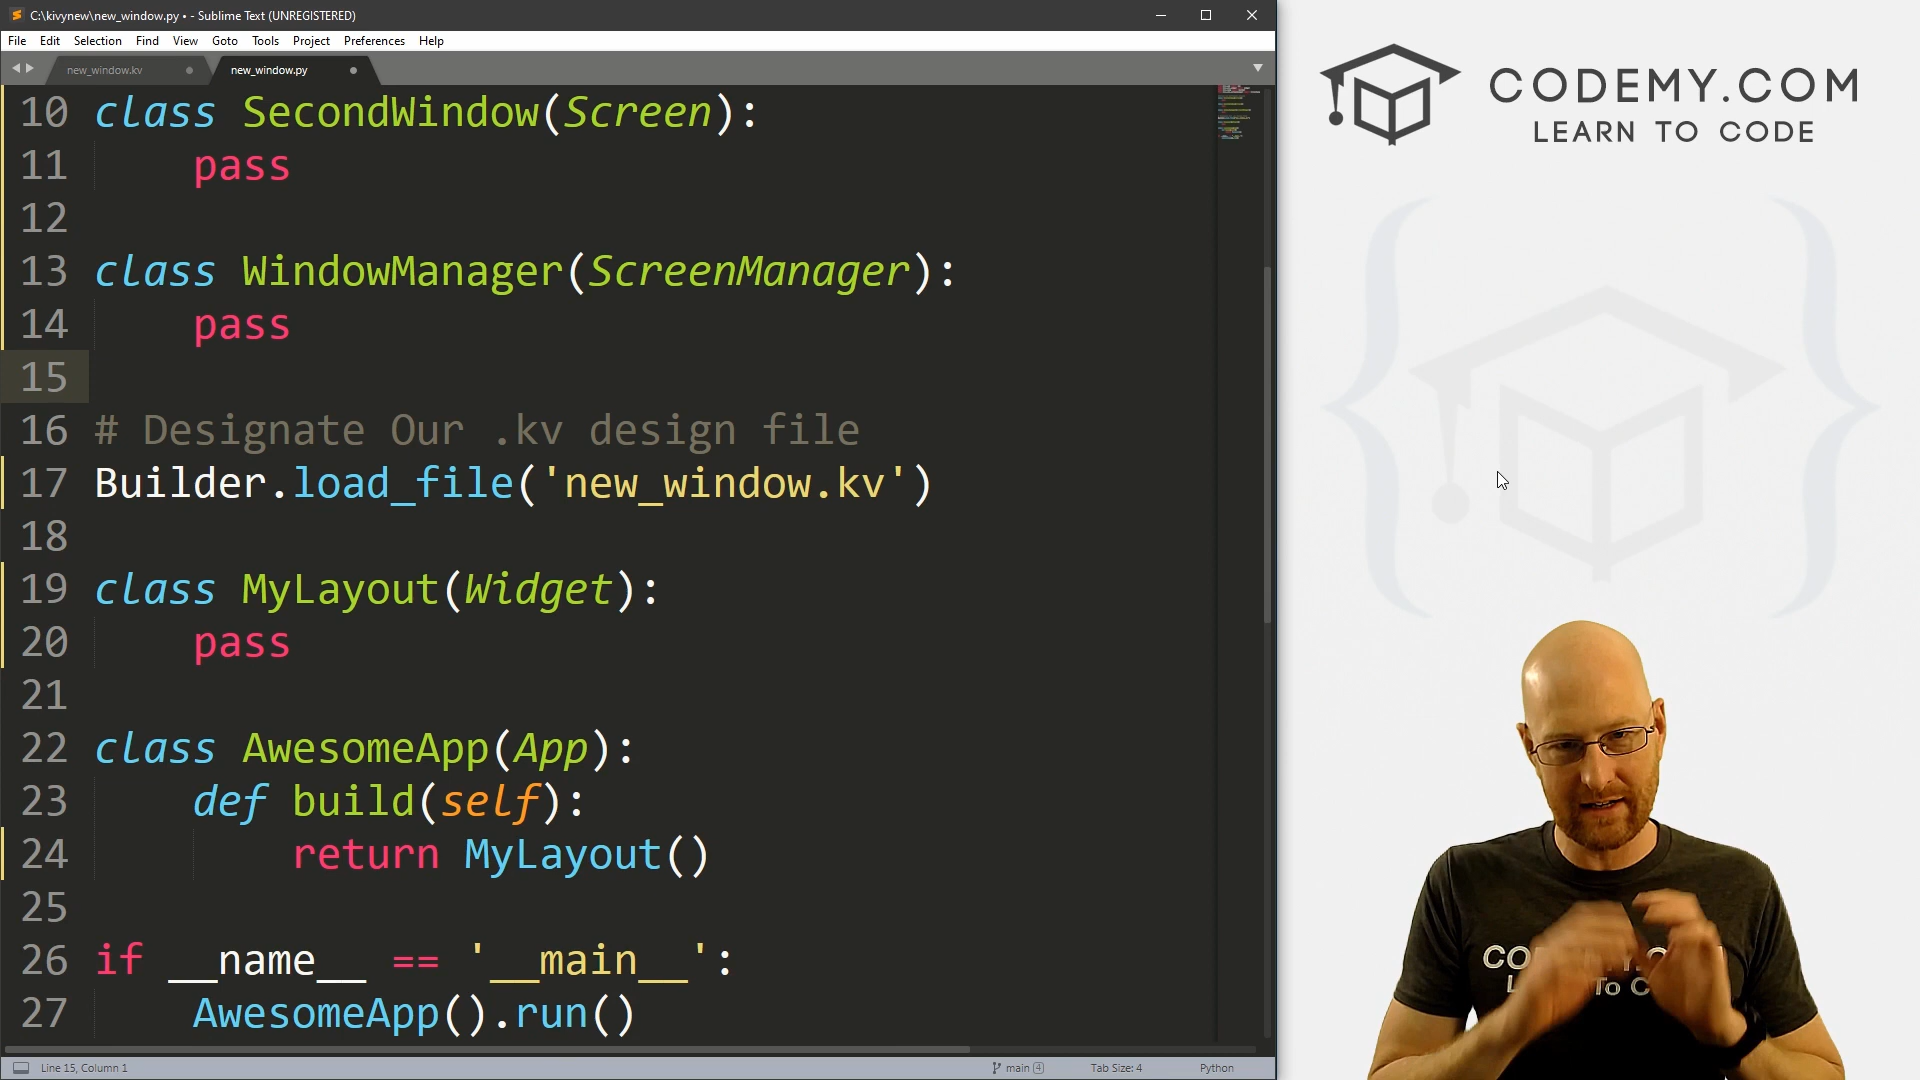 C:\kivynew\new_window.py • - Sublime Text (UNREGISTERED)
File Edit Selection Find View Goto Tools Project Preferences Help
new_window.kv new_window.py
10 class SecondWindow(Screen):
11 pass
12
13 class WindowManager(ScreenManager):
14 pass
15
16 # Designate Our .kv design file
17 Builder.load_file('new_window.kv')
18
19 class MyLayout(Widget):
20 pass
21
22 class AwesomeApp(App):
23 def build(self):
24 return MyLayout()
25
26 if __name__ == '__main__':
27 AwesomeApp().run()
Line 15, Column 1 main 4 Tab Size: 4 Python
CODEMY.COM
LEARN TO CODE